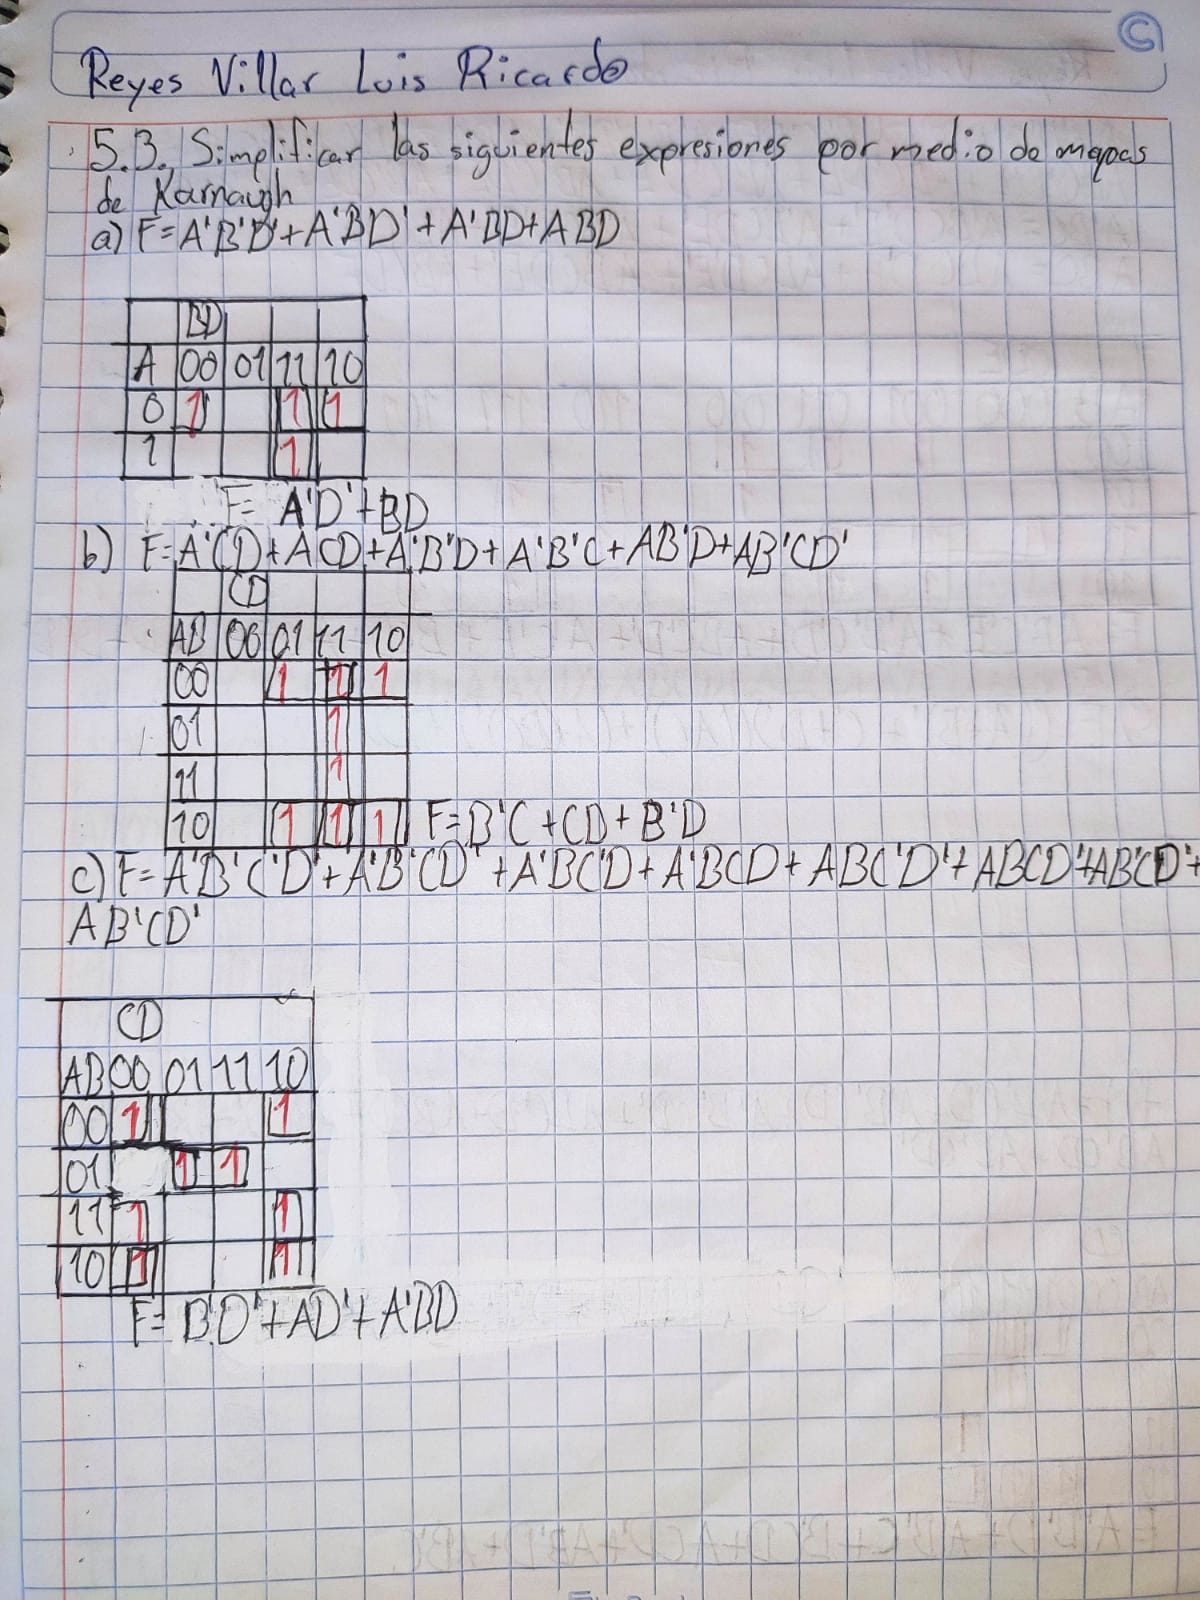 Reyes Villar Luis Ricardo
5.3. Simplificar las siguientes expresiones por medio de mapas
de Karnaugh
a) F=A'B'D'+A'BD'+A'BD+ABD
BD
A 00 01 11 10
0 1 1 1
1 1
F= A'D'+BD
b) F=A'CD+ACD+A'B'D+A'B'C+AB'D+AB'CD'
CD
AB 00 01 11 10
00 1 1 1
01 1
11 1
10 1 1 1 F=B'C+CD+B'D
c) F=A'B'C'D'+A'B'CD'+A'BC'D+A'BCD+ABC'D'+ABCD'+AB'C'D'+
AB'CD'
CD
AB 00 01 11 10
00 1 1
01 1 1
11 1 1
10 1 1
F= B'D'+AD'+A'BD